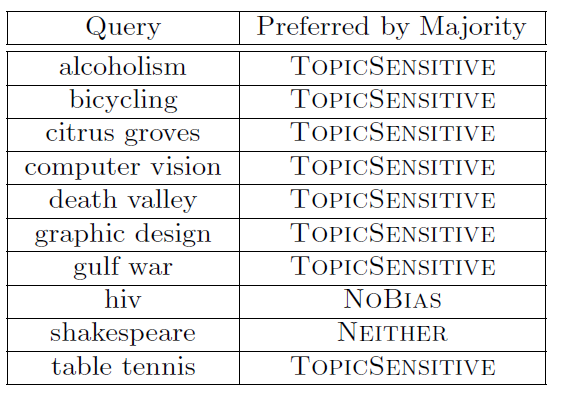 Query Preferred by Majority
alcoholism TOPICSENSITIVE
bicycling TOPICSENSITIVE
citrus groves TOPICSENSITIVE
computer vision TOPICSENSITIVE
death valley TOPICSENSITIVE
graphic design TOPICSENSITIVE
gulf war TOPICSENSITIVE
hiv NOBIAS
shakespeare NEITHER
table tennis TOPICSENSITIVE